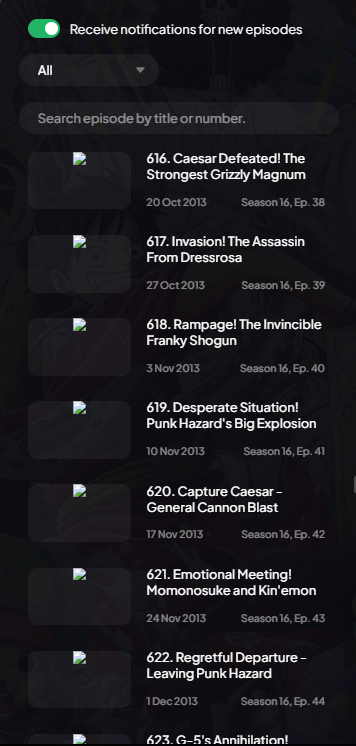 Receive notifications for new episodes
All
Search episode by title or number.
616. Caesar Defeated! The
Strongest Grizzly Magnum
20 Oct 2013 Season 16, Ep. 38
617. Invasion! The Assassin
From Dressrosa
27 Oct 2013 Season 16, Ep. 39
618. Rampage! The Invincible
Franky Shogun
3 Nov 2013 Season 16, Ep. 40
619. Desperate Situation!
Punk Hazard's Big Explosion
10 Nov 2013 Season 16, Ep. 41
620. Capture Caesar -
General Cannon Blast
17 Nov 2013 Season 16, Ep. 42
621. Emotional Meeting!
Momonosuke and Kin'emon
24 Nov 2013 Season 16, Ep. 43
622. Regretful Departure -
Leaving Punk Hazard
1 Dec 2013 Season 16, Ep. 44
623. G-5's Annihilation!